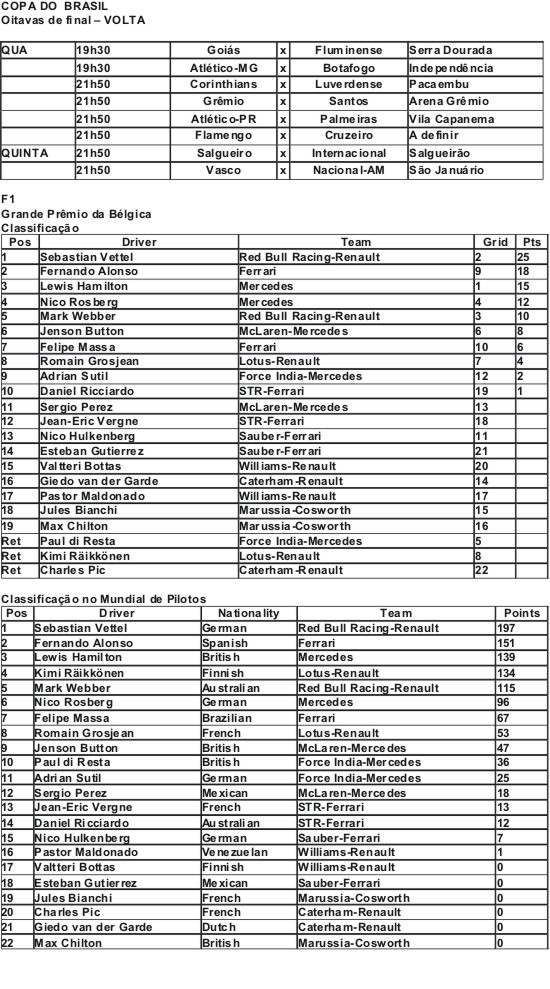 COPA DO BRASIL
Oitavas de final – VOLTA
QUA 19h30 Goiás x Fluminense Serra Dourada
19h30 Atlético-MG x Botafogo Independência
21h50 Corinthians x Luverdense Pacaembu
21h50 Grêmio x Santos Arena Grêmio
21h50 Atlético-PR x Palmeiras Vila Capanema
21h50 Flamengo x Cruzeiro A definir
QUINTA 21h50 Salgueiro x Internacional Salgueirão
21h50 Vasco x Nacional-AM São Januário
F1
Grande Prêmio da Bélgica
Classificação
Pos Driver Team Grid Pts
1 Sebastian Vettel Red Bull Racing-Renault 2 25
2 Fernando Alonso Ferrari 9 18
3 Lewis Hamilton Mercedes 1 15
4 Nico Rosberg Mercedes 4 12
5 Mark Webber Red Bull Racing-Renault 3 10
6 Jenson Button McLaren-Mercedes 6 8
7 Felipe Massa Ferrari 10 6
8 Romain Grosjean Lotus-Renault 7 4
9 Adrian Sutil Force India-Mercedes 12 2
10 Daniel Ricciardo STR-Ferrari 19 1
11 Sergio Perez McLaren-Mercedes 13
12 Jean-Eric Vergne STR-Ferrari 18
13 Nico Hulkenberg Sauber-Ferrari 11
14 Esteban Gutierrez Sauber-Ferrari 21
15 Valtteri Bottas Williams-Renault 20
16 Giedo van der Garde Caterham-Renault 14
17 Pastor Maldonado Williams-Renault 17
18 Jules Bianchi Marussia-Cosworth 15
19 Max Chilton Marussia-Cosworth 16
Ret Paul di Resta Force India-Mercedes 5
Ret Kimi Räikkönen Lotus-Renault 8
Ret Charles Pic Caterham-Renault 22
Classificação no Mundial de Pilotos
Pos Driver Nationality Team Points
1 Sebastian Vettel German Red Bull Racing-Renault 197
2 Fernando Alonso Spanish Ferrari 151
3 Lewis Hamilton British Mercedes 139
4 Kimi Räikkönen Finnish Lotus-Renault 134
5 Mark Webber Australian Red Bull Racing-Renault 115
6 Nico Rosberg German Mercedes 96
7 Felipe Massa Brazilian Ferrari 67
8 Romain Grosjean French Lotus-Renault 53
9 Jenson Button British McLaren-Mercedes 47
10 Paul di Resta British Force India-Mercedes 36
11 Adrian Sutil German Force India-Mercedes 25
12 Sergio Perez Mexican McLaren-Mercedes 18
13 Jean-Eric Vergne French STR-Ferrari 13
14 Daniel Ricciardo Australian STR-Ferrari 12
15 Nico Hulkenberg German Sauber-Ferrari 7
16 Pastor Maldonado Venezuelan Williams-Renault 1
17 Valtteri Bottas Finnish Williams-Renault 0
18 Esteban Gutierrez Mexican Sauber-Ferrari 0
19 Jules Bianchi French Marussia-Cosworth 0
20 Charles Pic French Caterham-Renault 0
21 Giedo van der Garde Dutch Caterham-Renault 0
22 Max Chilton British Marussia-Cosworth 0